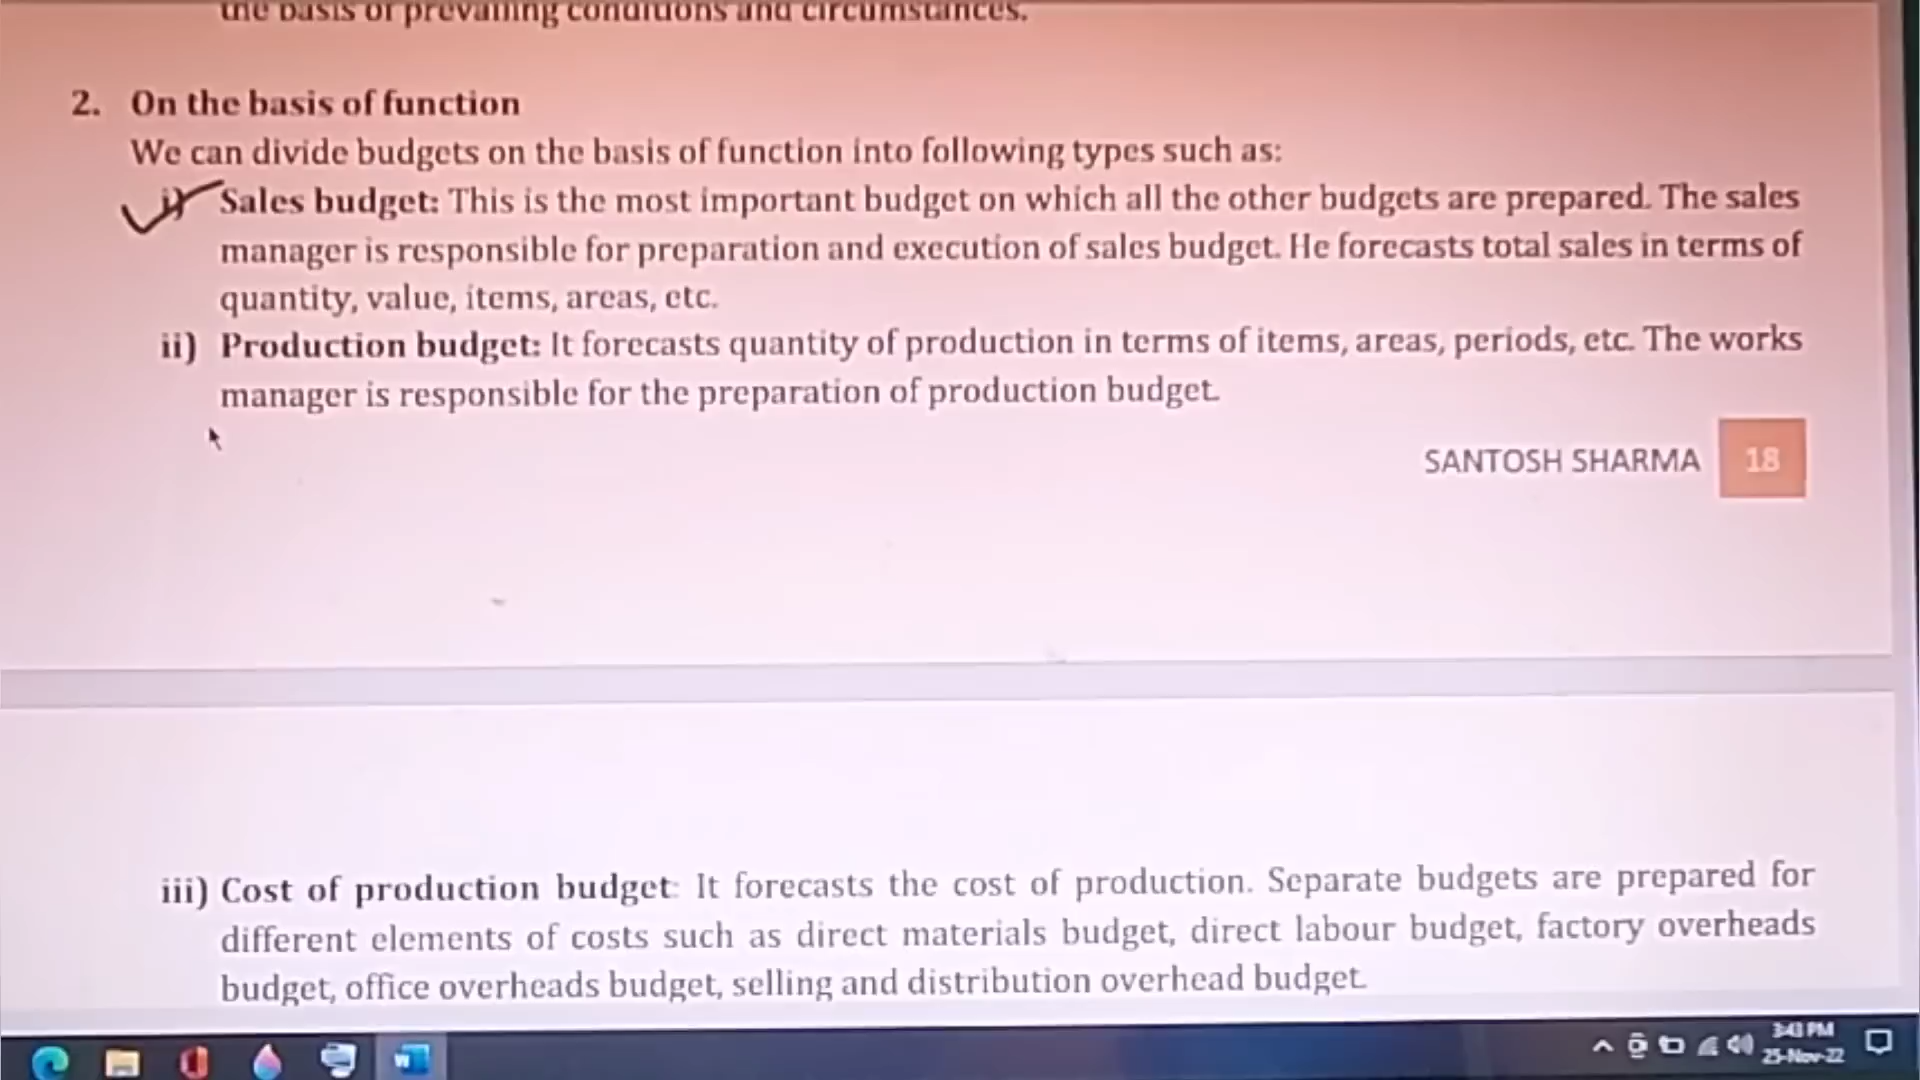 the basis of prevailing conditions and circumstances.
2. On the basis of function
We can divide budgets on the basis of function into following types such as:
i) Sales budget: This is the most important budget on which all the other budgets are prepared. The sales
manager is responsible for preparation and execution of sales budget. He forecasts total sales in terms of
quantity, value, items, areas, etc.
ii) Production budget: It forecasts quantity of production in terms of items, areas, periods, etc. The works
manager is responsible for the preparation of production budget.
SANTOSH SHARMA 18
iii) Cost of production budget: It forecasts the cost of production. Separate budgets are prepared for
different elements of costs such as direct materials budget, direct labour budget, factory overheads
budget, office overheads budget, selling and distribution overhead budget.
3:43 PM
25-Nov-22